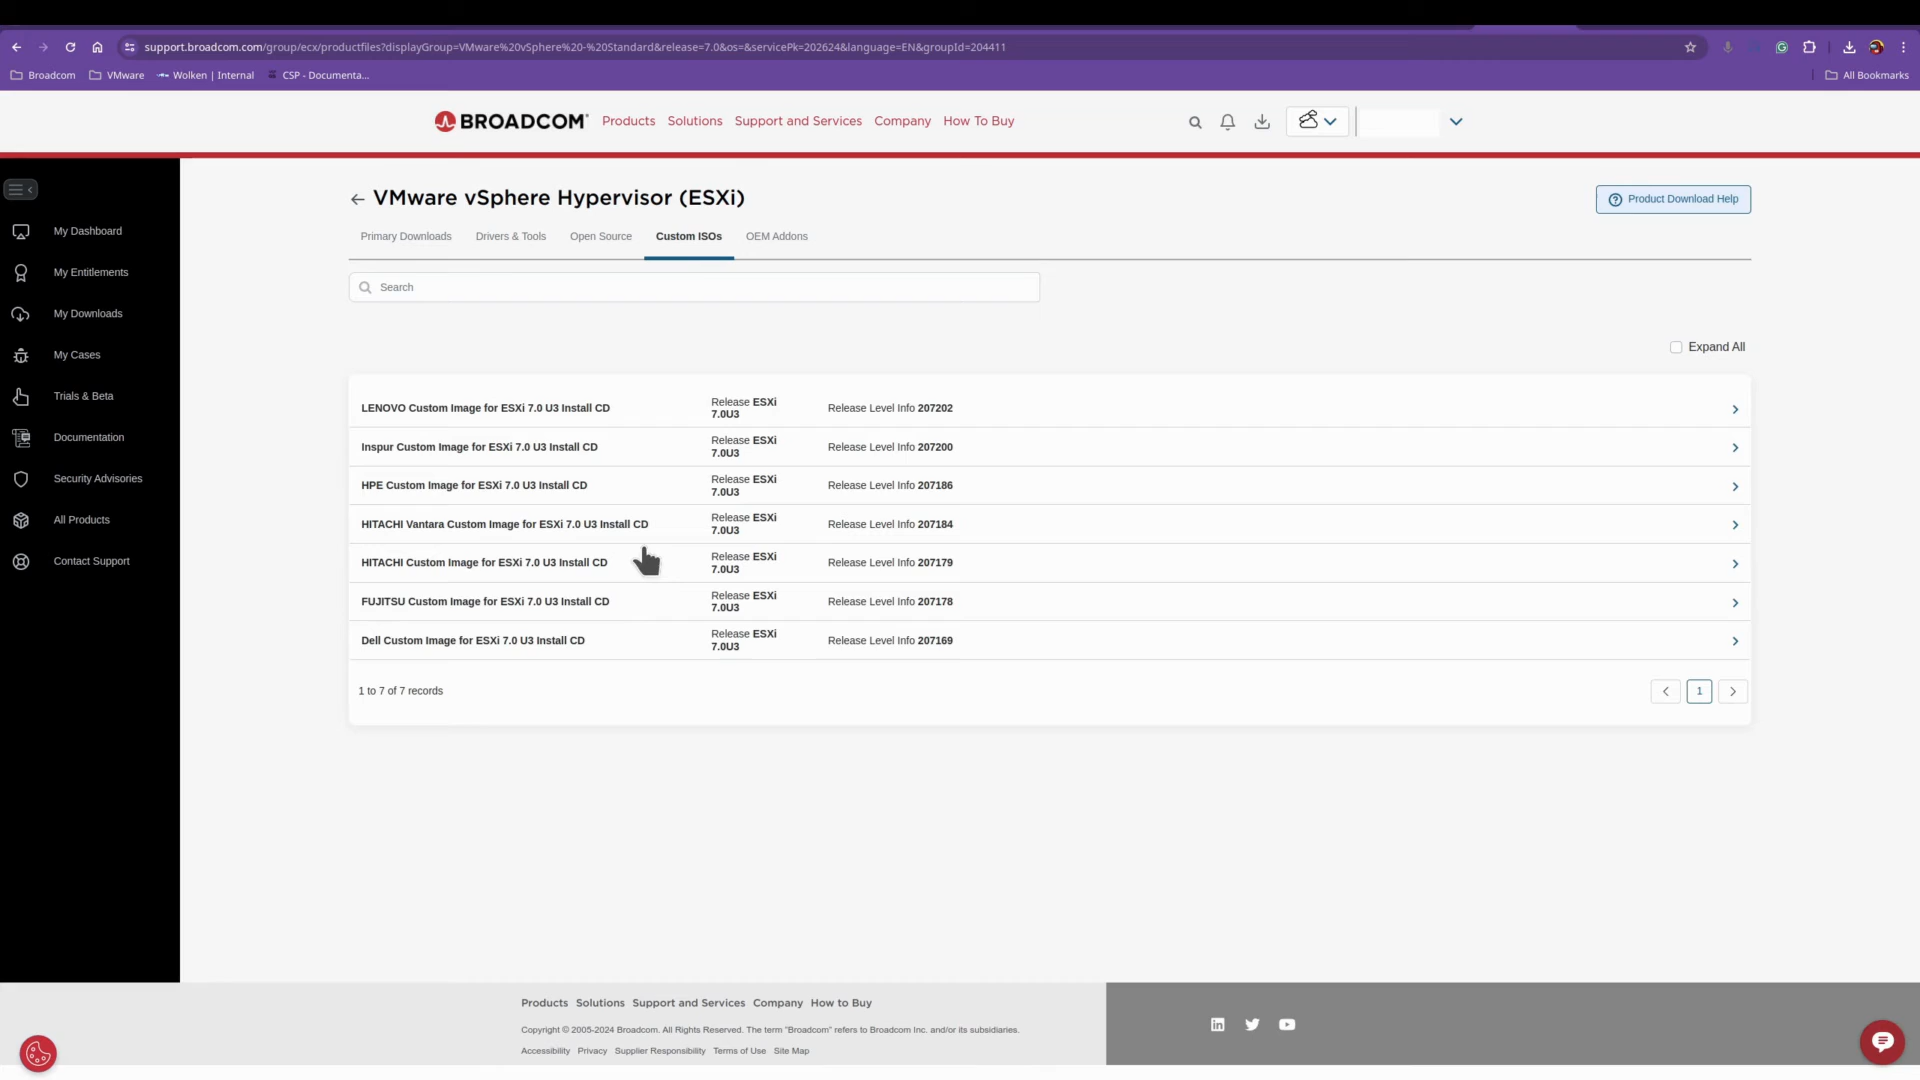 support.broadcom.com/group/ecx/productfiles?displayGroup=VMware%20vSphere%20-%20Standard&release=7.0&os=&servicePk=202624&language=EN&groupId=204411
Broadcom VMware Wolken | Internal CSP - Documenta... All Bookmarks
BROADCOM Products Solutions Support and Services Company How To Buy
VMware vSphere Hypervisor (ESXi)
Product Download Help
Primary Downloads Drivers & Tools Open Source Custom ISOs OEM Addons
Search
Expand All
My Dashboard
My Entitlements
My Downloads
My Cases
Trials & Beta
Documentation
Security Advisories
All Products
Contact Support
LENOVO Custom Image for ESXi 7.0 U3 Install CD Release ESXi 7.0U3 Release Level Info 207202
Inspur Custom Image for ESXi 7.0 U3 Install CD Release ESXi 7.0U3 Release Level Info 207200
HPE Custom Image for ESXi 7.0 U3 Install CD Release ESXi 7.0U3 Release Level Info 207186
HITACHI Vantara Custom Image for ESXi 7.0 U3 Install CD Release ESXi 7.0U3 Release Level Info 207184
HITACHI Custom Image for ESXi 7.0 U3 Install CD Release ESXi 7.0U3 Release Level Info 207179
FUJITSU Custom Image for ESXi 7.0 U3 Install CD Release ESXi 7.0U3 Release Level Info 207178
Dell Custom Image for ESXi 7.0 U3 Install CD Release ESXi 7.0U3 Release Level Info 207169
1 to 7 of 7 records
1
Products Solutions Support and Services Company How to Buy
Copyright © 2005-2024 Broadcom. All Rights Reserved. The term "Broadcom" refers to Broadcom Inc. and/or its subsidiaries.
Accessibility Privacy Supplier Responsibility Terms of Use Site Map